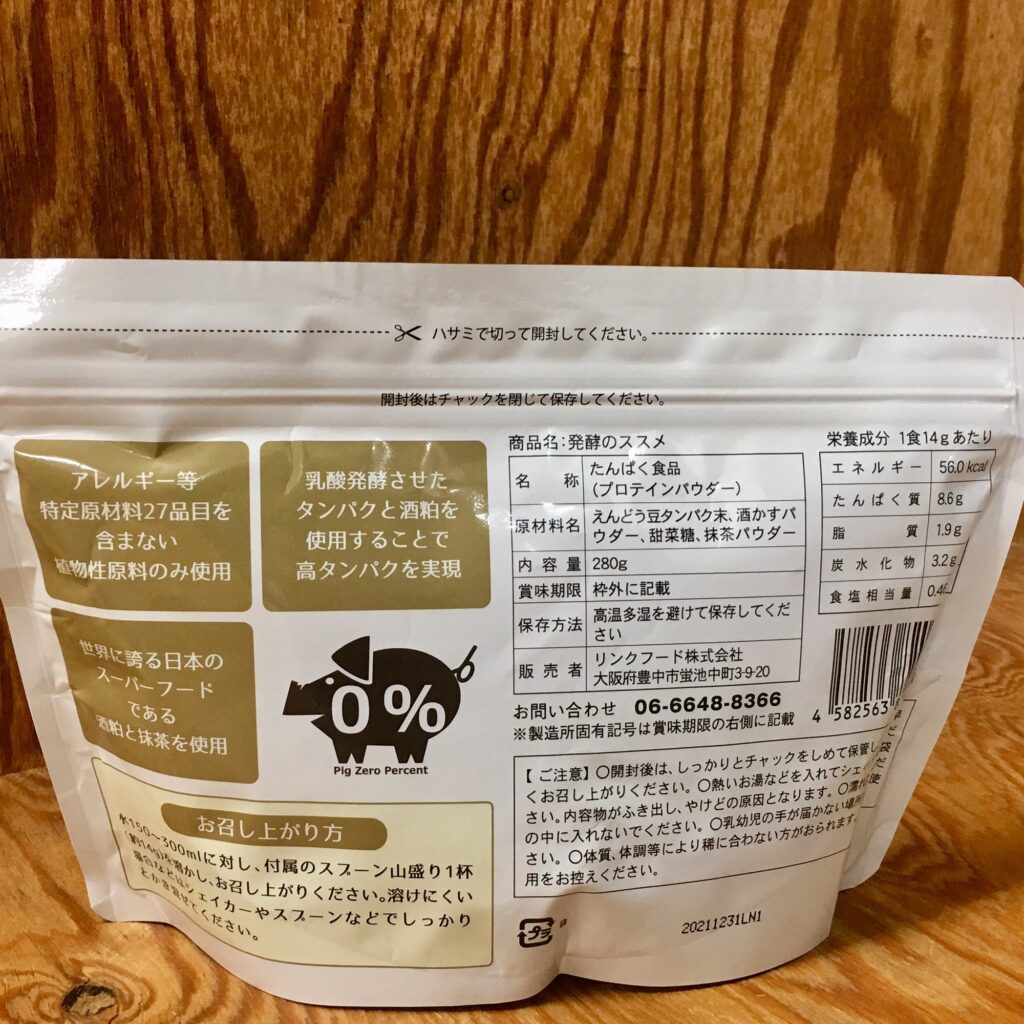 ハサミで切って開封してください。
開封後はチャックを閉じて保存してください。
アレルギー等
特定原材料27品目を
含まない
植物性原料のみ使用
乳酸発酵させた
タンパクと酒粕を
使用することで
高タンパクを実現
世界に誇る日本の
スーパーフード
である
酒粕と抹茶を使用
0%
Pig Zero Percent
お召し上がり方
水150~300mlに対し、付属のスプーン山盛り1杯
(約14g)を溶かし、お召し上がりください。溶けにくい
場合などはシェイカーやスプーンなどでしっかり
とかき混ぜてください。
商品名:発酵のススメ
名称 たんぱく食品
(プロテインパウダー)
原材料名 えんどう豆タンパク末、酒かすパ
ウダー、甜菜糖、抹茶パウダー
内容量 280g
賞味期限 枠外に記載
保存方法 高温多湿を避けて保存してくだ
さい
販売者 リンクフード株式会社
大阪府豊中市蛍池中町3-9-20
お問い合わせ 06-6648-8366
※製造所固有記号は賞味期限の右側に記載
栄養成分 1食14gあたり
エネルギー 56.0kcal
たんぱく質 8.6g
脂質 1.9g
炭水化物 3.2g
食塩相当量
4 582563
【ご注意】〇開封後は、しっかりとチャックをしめて保管し
くお召し上がりください。〇熱いお湯などを入れてシェ
さい。内容物がふき出し、やけどの原因となります。〇
の中に入れないでください。〇乳幼児の手が届かない場所
さい。〇体質、体調等により稀に合わない方がおられます。
用をお控えください。
プラ
20211231LN1